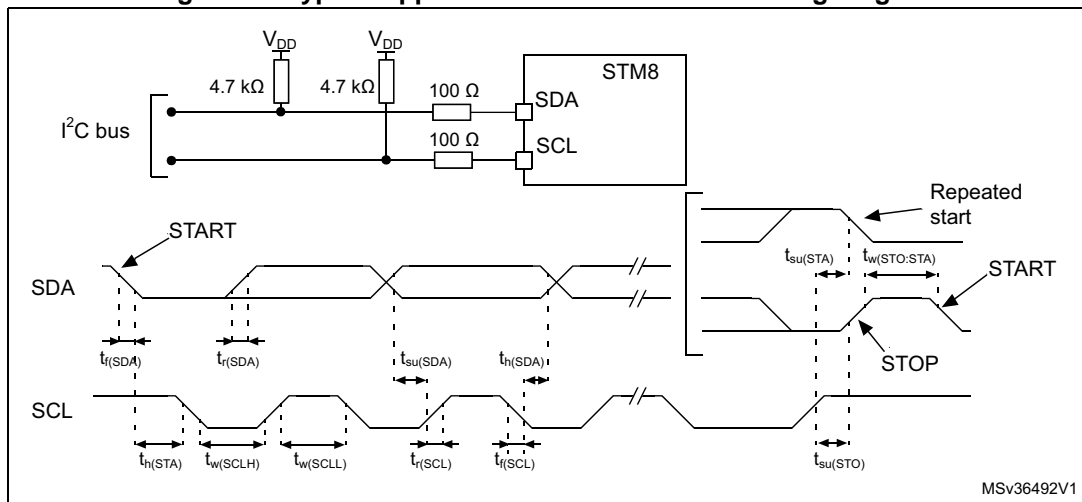 V_DD V_DD
4.7 kΩ 4.7 kΩ
100 Ω
STM8
SDA
I²C bus
100 Ω
SCL
Repeated
start
START
t_su(STA) t_w(STO:STA)
START
SDA
STOP
t_f(SDA) t_r(SDA) t_su(SDA) t_h(SDA)
SCL
t_h(STA) t_w(SCLH) t_w(SCLL) t_r(SCL) t_f(SCL) t_su(STO)
MSv36492V1